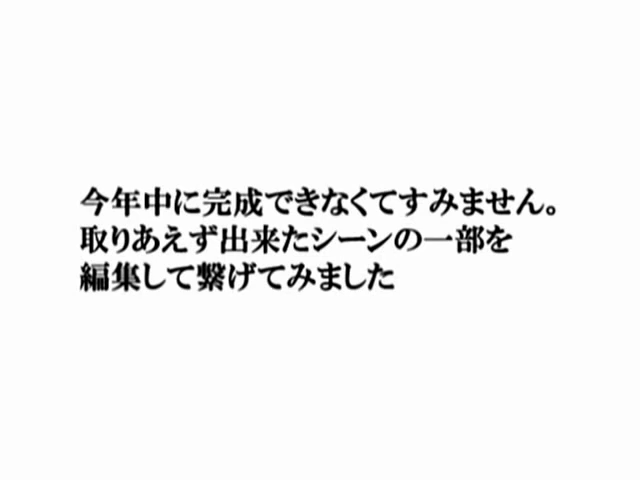 今年中に完成できなくてすみません。
取りあえず出来たシーンの一部を
編集して繋げてみました